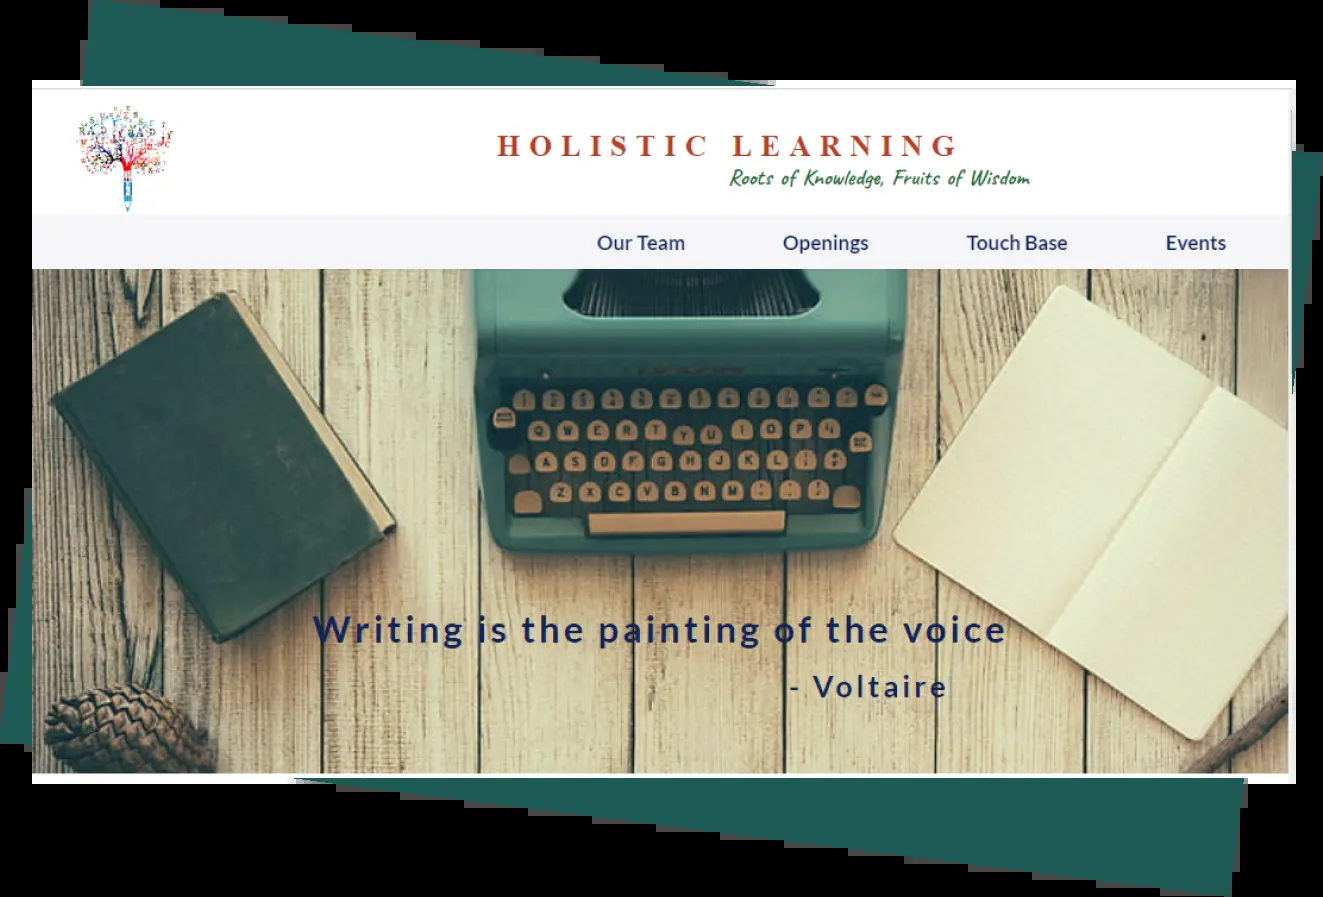 HOLISTIC LEARNING
Roots of Knowledge, Fruits of Wisdom
Our Team Openings Touch Base Events
Q W E R T Y U I O P
A S D F G H J K L
Z X C V B N M
Writing is the painting of the voice
- Voltaire